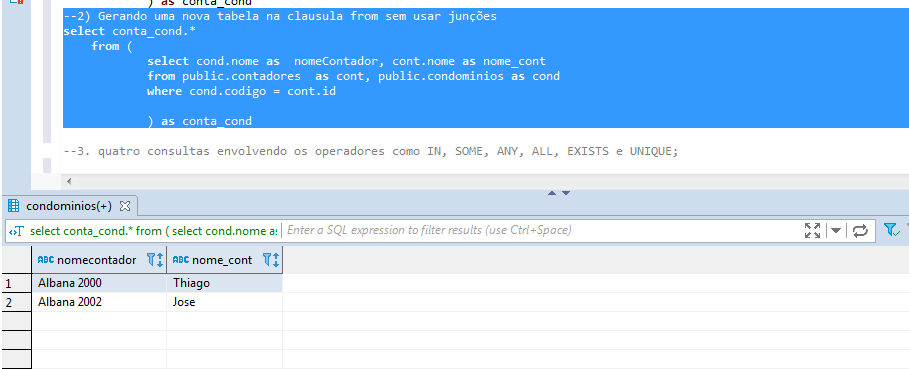 ) as conta_cond
--2) Gerando uma nova tabela na clausula from sem usar junções
select conta_cond.*
from (
select cond.nome as  nomeContador, cont.nome as nome_cont
from public.contadores  as cont, public.condominios as cond
where cond.codigo = cont.id
) as conta_cond
--3. quatro consultas envolvendo os operadores como IN, SOME, ANY, ALL, EXISTS e UNIQUE;
condominios(+)
select conta_cond.* from ( select cond.nome as Enter a SQL expression to filter results (use Ctrl+Space)
ABC nomecontador ABC nome_cont
1 Albana 2000 Thiago
2 Albana 2002 Jose